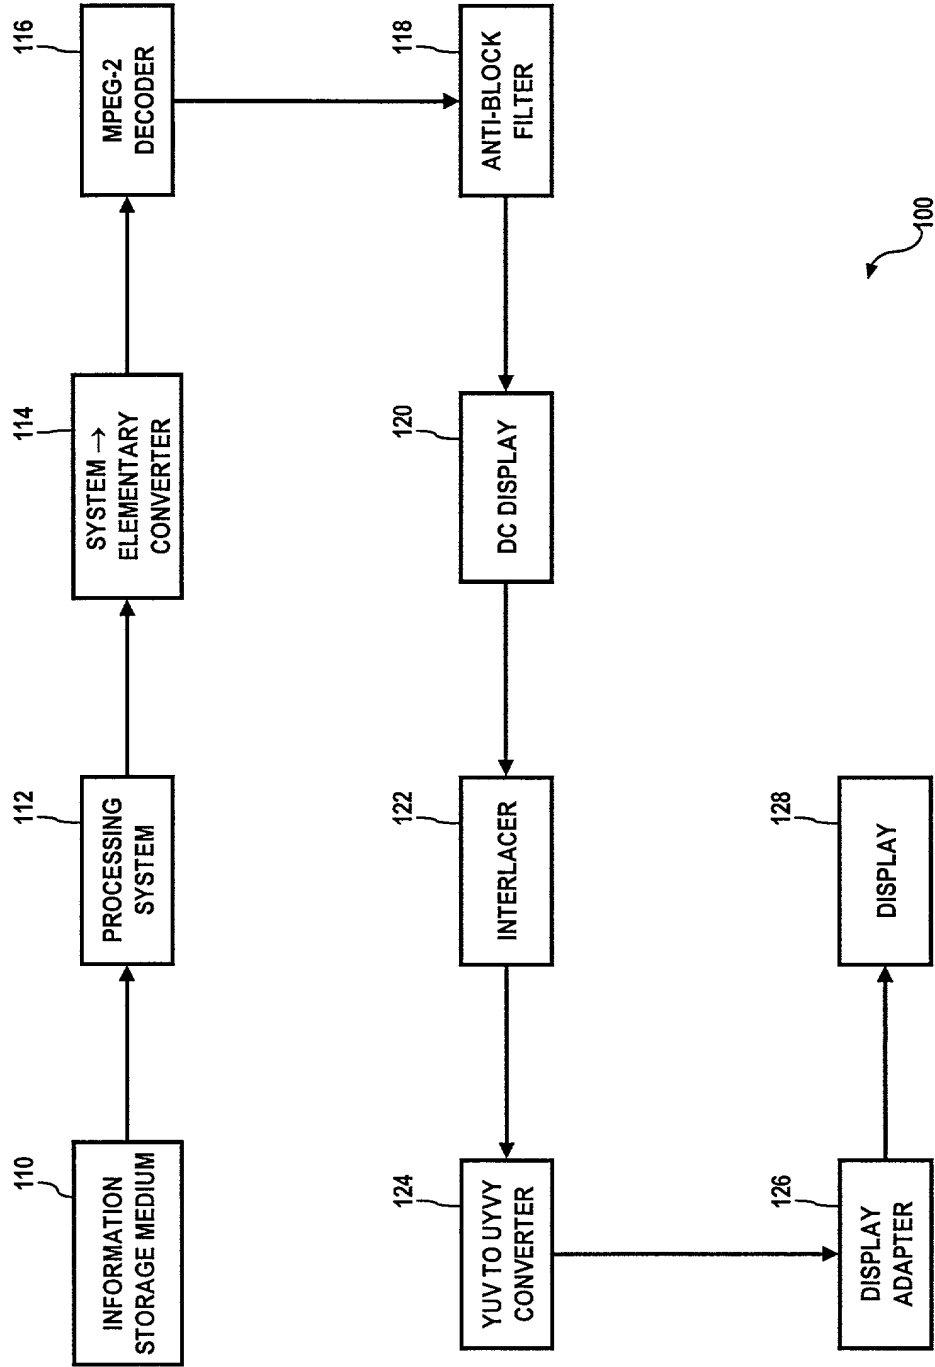 110
INFORMATION
STORAGE MEDIUM
112
PROCESSING
SYSTEM
114
SYSTEM →
ELEMENTARY
CONVERTER
116
MPEG-2
DECODER
118
ANTI-BLOCK
FILTER
120
DC DISPLAY
122
INTERLACER
124
YUV TO UYVY
CONVERTER
126
DISPLAY
ADAPTER
128
DISPLAY
100